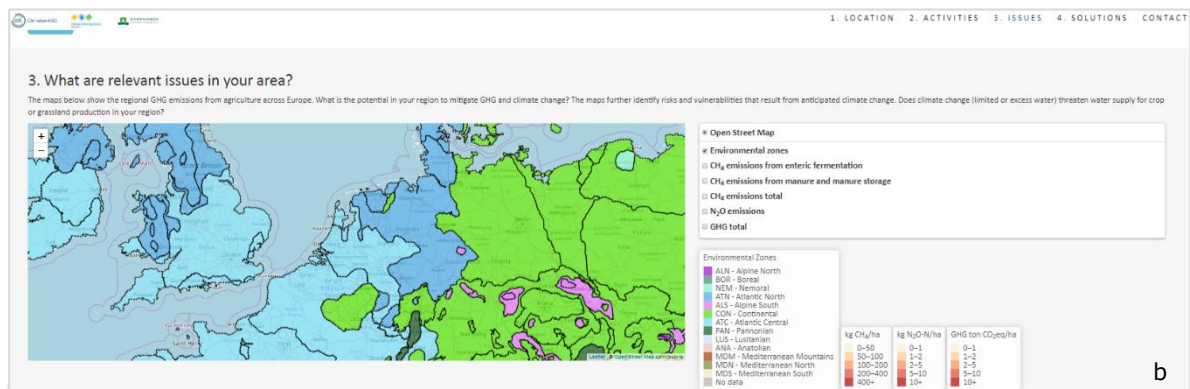 1. LOCATION 2. ACTIVITIES 3. ISSUES 4. SOLUTIONS CONTACT
3. What are relevant issues in your area?
The maps below show the regional GHG emissions from agriculture across Europe. What is the potential in your region to mitigate GHG and climate change? The maps further identify risks and vulnerabilities that result from anticipated climate change. Does climate change (limited or excess water) threaten water supply for crop
or grassland production in your region?
+
−
Open Street Map
Environmental zones
CH₄ emissions from enteric fermentation
CH₄ emissions from manure and manure storage
CH₄ emissions total
N₂O emissions
GHG total
Environmental Zones
ALN - Alpine North
BOR - Boreal
NEM - Nemoral
ATN - Atlantic North
ALS - Alpine South
CON - Continental
ATC - Atlantic Central
PAN - Pannonian
LUS - Lusitanian
ANA - Anatolian
MDM - Mediterranean Mountains
MDN - Mediterranean North
MDS - Mediterranean South
No data
kg CH₄/ha
0–50
50–100
100–200
200–400
400+
kg N₂O-N/ha
0–1
1–2
2–5
5–10
10+
GHG ton CO₂eq/ha
0–1
1–2
2–5
5–10
10+
b